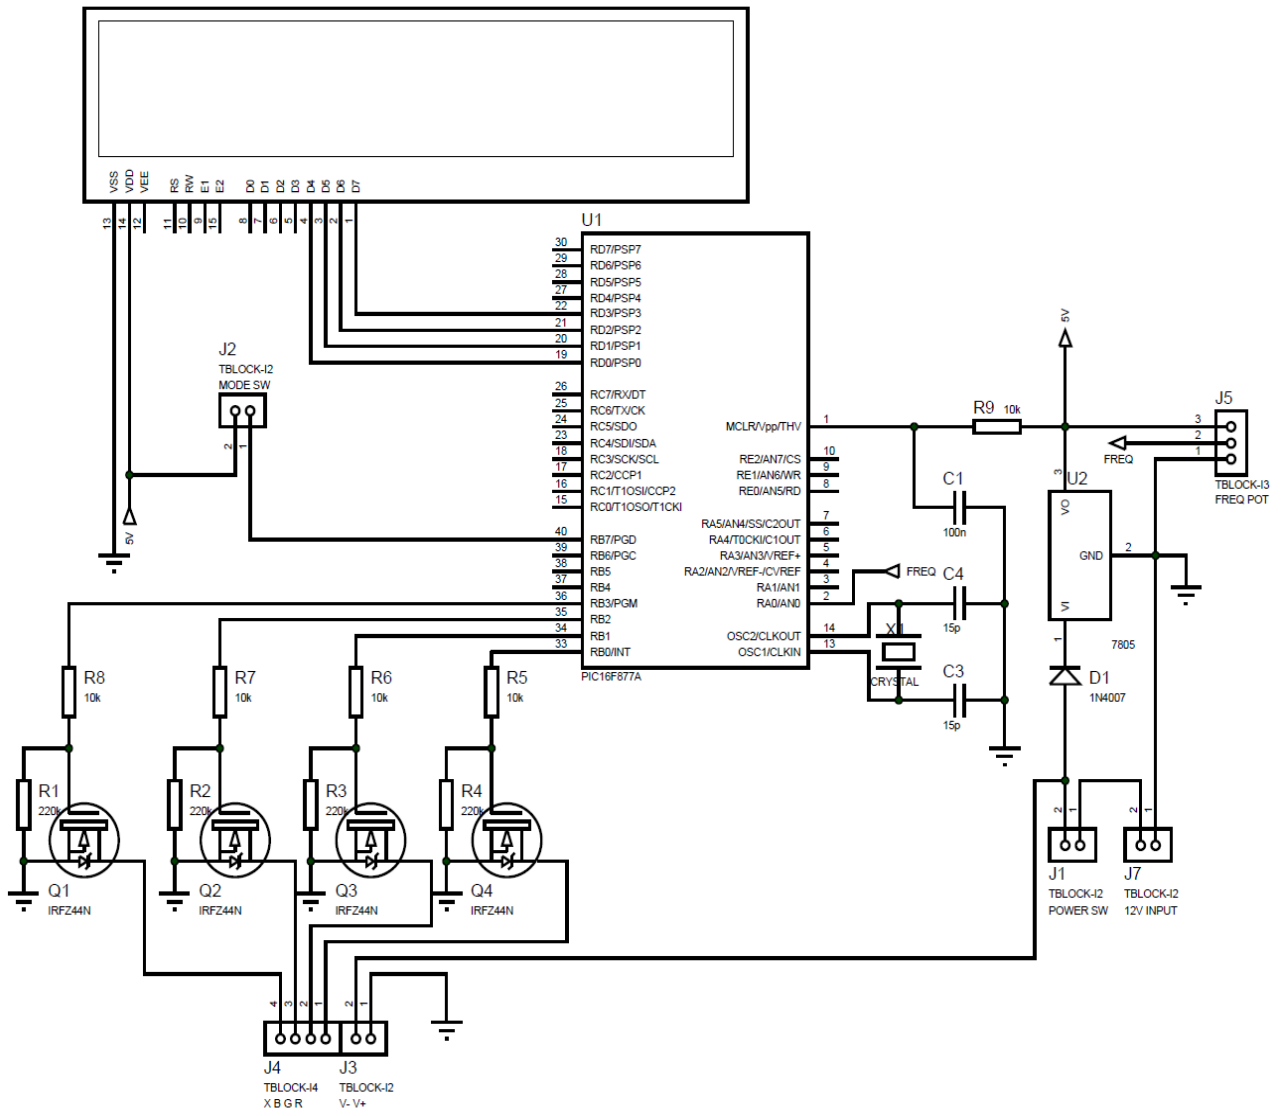 VSS VDD VEE RS RW E1 E2 D0 D1 D2 D3 D4 D5 D6 D7
13 14 12 11 10 9 15 8 7 6 5 4 3 2 1
U1
30 RD7/PSP7
29 RD6/PSP6
28 RD5/PSP5
27 RD4/PSP4
22 RD3/PSP3
21 RD2/PSP2
20 RD1/PSP1
19 RD0/PSP0
26 RC7/RX/DT
25 RC6/TX/CK
24 RC5/SDO
23 RC4/SDI/SDA
18 RC3/SCK/SCL
17 RC2/CCP1
16 RC1/T1OSI/CCP2
15 RC0/T1OSO/T1CKI
40 RB7/PGD
39 RB6/PGC
38 RB5
37 RB4
36 RB3/PGM
35 RB2
34 RB1
33 RB0/INT
MCLR/Vpp/THV 1
RE2/AN7/CS 10
RE1/AN6/WR 9
RE0/AN5/RD 8
RA5/AN4/SS/C2OUT 7
RA4/T0CKI/C1OUT 6
RA3/AN3/VREF+ 5
RA2/AN2/VREF-/CVREF 4
RA1/AN1 3
RA0/AN0 2
OSC2/CLKOUT 14
OSC1/CLKIN 13
PIC16F877A
J2
TBLOCK-I2
MODE SW
2 1
5V
5V
R9 10k
J5
3
2
1
FREQ
TBLOCK-I3
FREQ POT
C1
100n
FREQ
C4
15p
X1
CRYSTAL
C3
15p
3
U2
VO
GND 2
VI
1
7805
D1
1N4007
R8
10k
R7
10k
R6
10k
R5
10k
R1
220k
R2
220k
R3
220k
R4
220k
Q1
IRFZ44N
Q2
IRFZ44N
Q3
IRFZ44N
Q4
IRFZ44N
2 1
J1
TBLOCK-I2
POWER SW
2 1
J7
TBLOCK-I2
12V INPUT
4 3 2 1
J4
TBLOCK-I4
X B G R
2 1
J3
TBLOCK-I2
V- V+